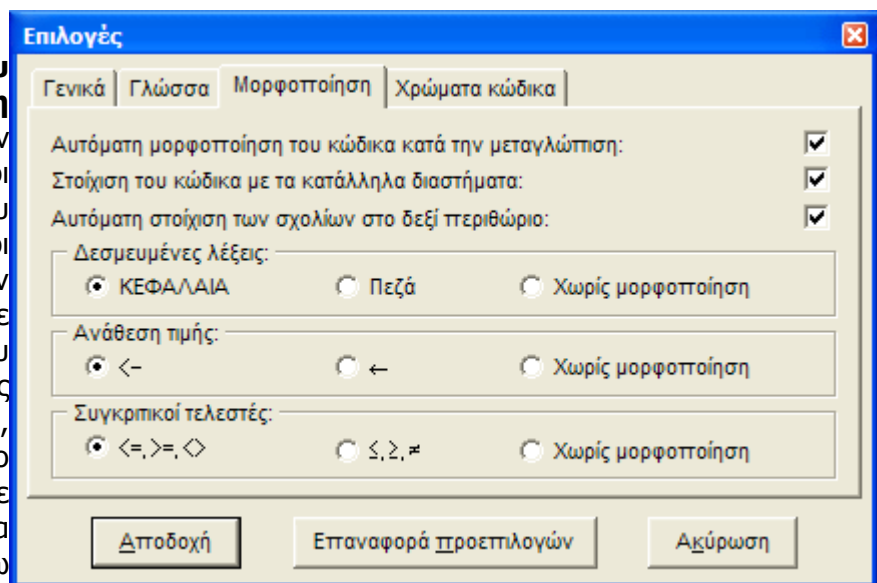 Επιλογές
Γενικά Γλώσσα Μορφοποίηση Χρώματα κώδικα
Αυτόματη μορφοποίηση του κώδικα κατά την μεταγλώττιση:
Στοίχιση του κώδικα με τα κατάλληλα διαστήματα:
Αυτόματη στοίχιση των σχολίων στο δεξί περιθώριο:
Δεσμευμένες λέξεις:
ΚΕΦΑΛΑΙΑ Πεζά Χωρίς μορφοποίηση
Ανάθεση τιμής:
<- ← Χωρίς μορφοποίηση
Συγκριτικοί τελεστές:
<=,>=,<> ≤,≥,≠ Χωρίς μορφοποίηση
Αποδοχή Επαναφορά προεπιλογών Ακύρωση